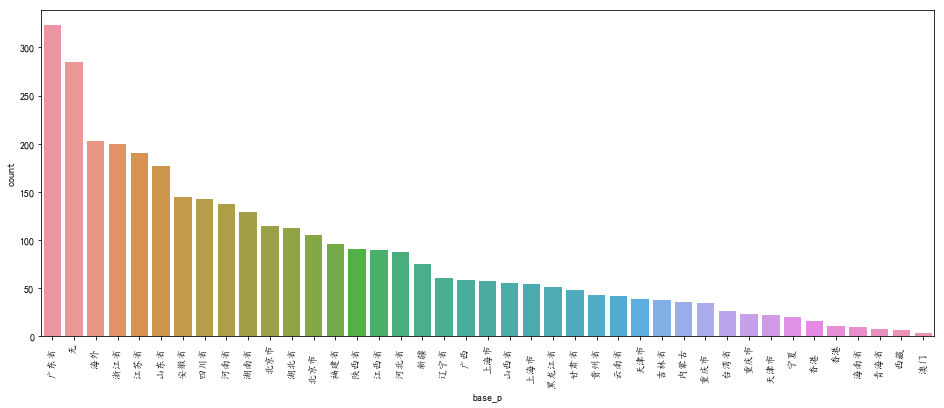 300
250
200
150
100
50
0
count
广东省
无
海外
浙江省
江苏省
山东省
安徽省
四川省
河南省
湖南省
北京市
湖北省
北京市
福建省
陕西省
江西省
河北省
新疆
辽宁省
广西
上海市
山西省
上海市
黑龙江省
甘肃省
贵州省
云南省
天津市
吉林省
内蒙古
重庆市
台湾省
重庆市
天津市
宁夏
香港
香港
海南省
青海省
西藏
澳门
base_p